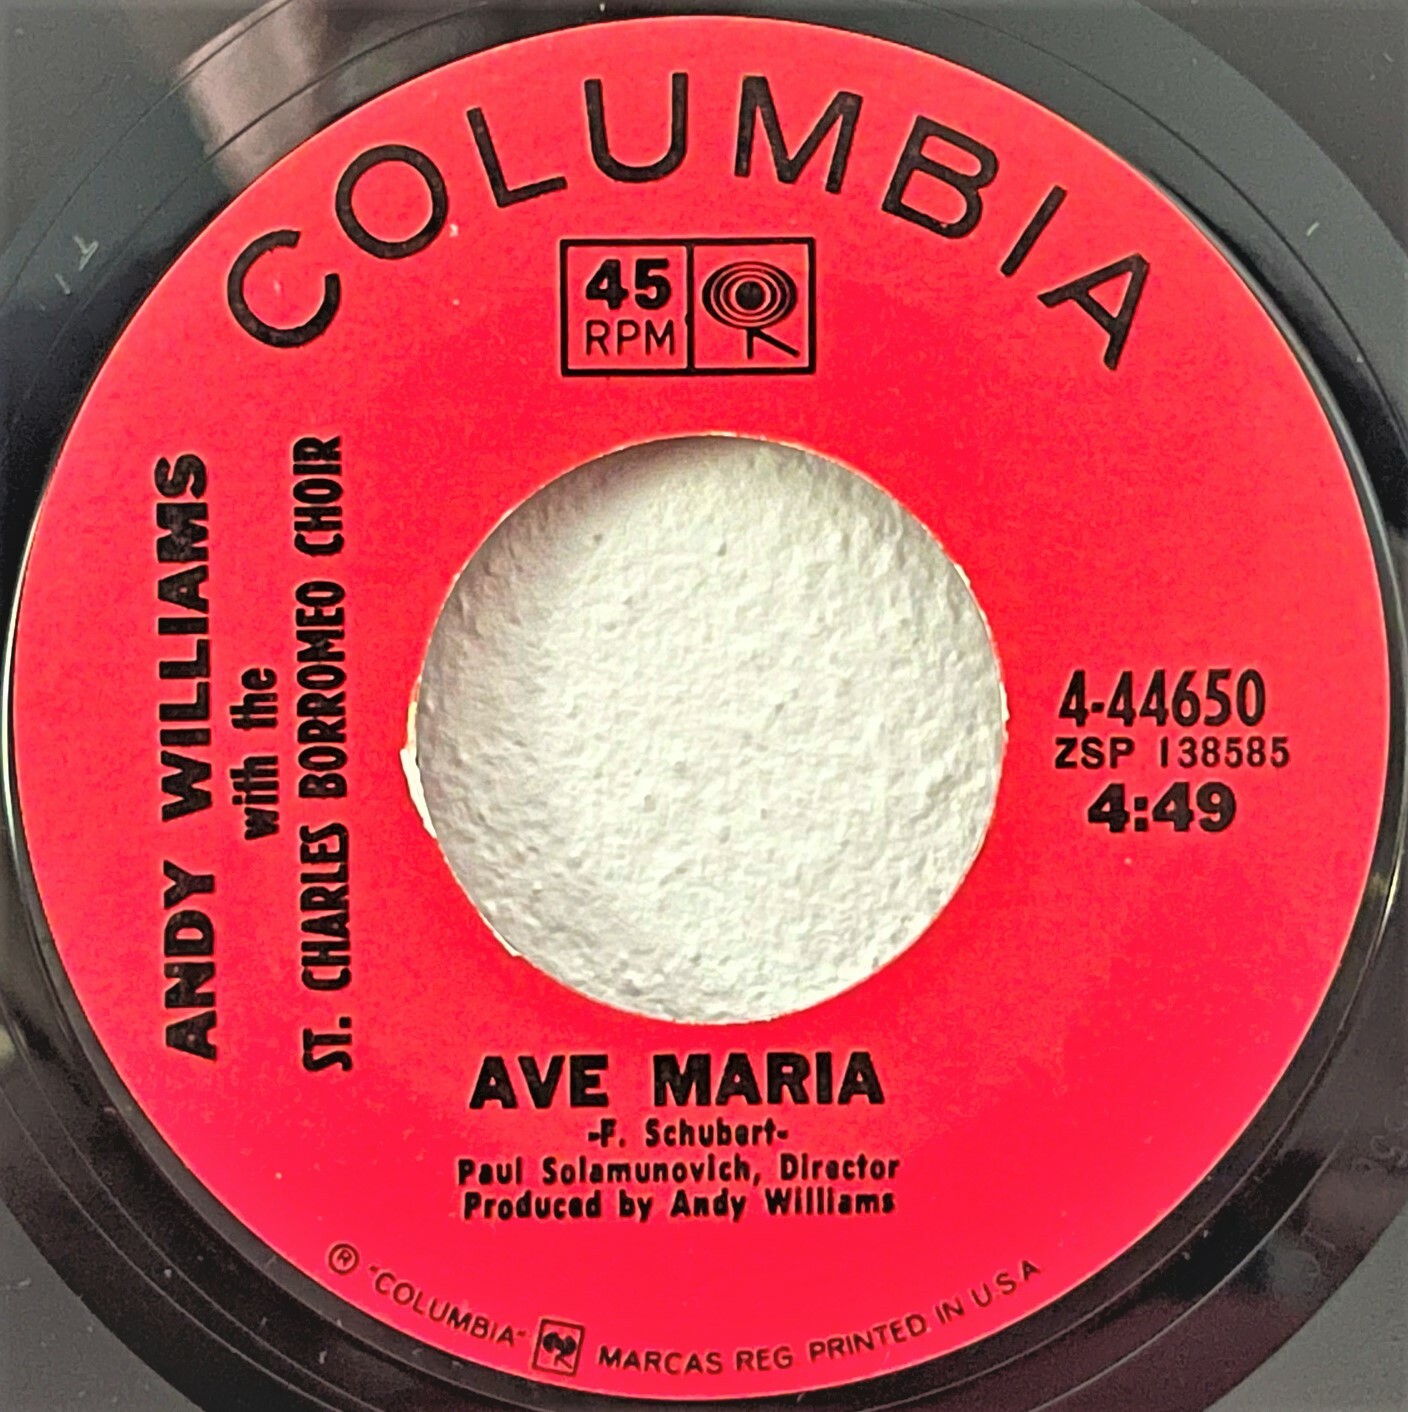 COLUMBIA
45
RPM
ANDY WILLIAMS
with the
ST. CHARLES BORROMEO CHOIR
4-44650
ZSP 138585
4:49
AVE MARIA
-F. Schubert-
Paul Solamunovich, Director
Produced by Andy Williams
® "COLUMBIA" MARCAS REG PRINTED IN U.S.A